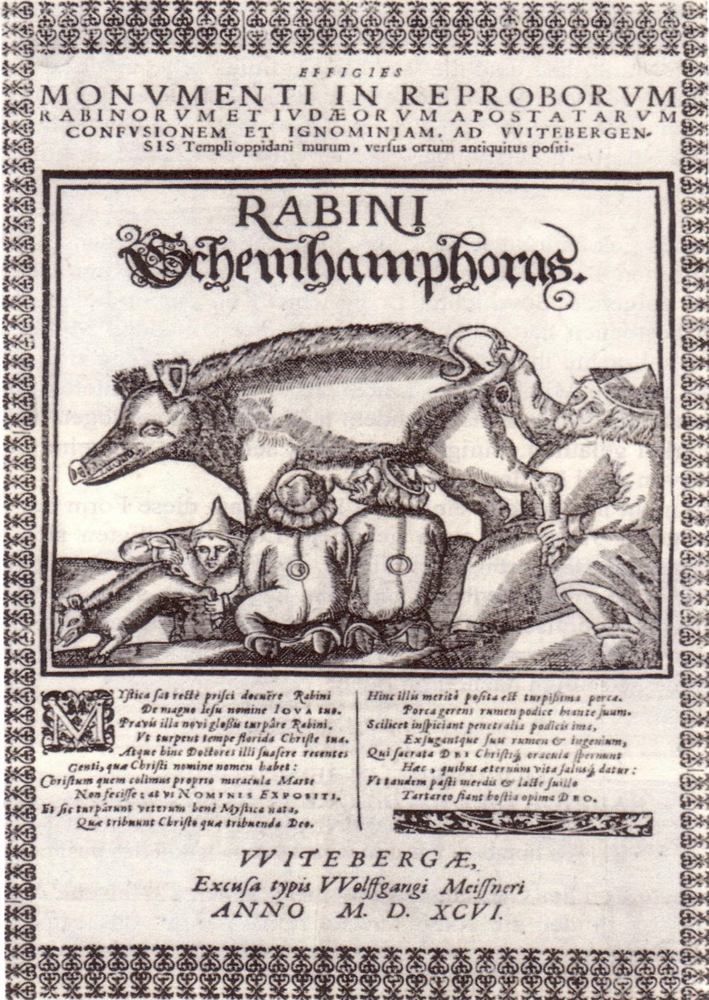 EFFIGIES
MONVMENTI IN REPROBORVM
RABINORVM ET IVDÆORVM APOSTATARVM
CONFVSIONEM ET IGNOMINIAM, AD VVITEBERGEN-
SIS Templi oppidani murum, versus ortum antiquitus positi.
RABINI
Schemhamphoras.
MYstica sat rectè prisci docuêre Rabini
De magno Iesu nomine IOVA tuo.
Pravis illa novi glossis turpâre Rabini,
Vt turpent tempe florida Christe tua.
Atque hinc Doctores illi suasere recentes
Genti, quæ Christi nomine nomen habet:
Christum quem colimus proprio miracula Marte
Non fecisse: at vi NOMINIS EXPOSITI.
Et sic turpârunt veterum benè Mystica nata,
Quæ tribuunt Christo quæ tribuenda Deo.
Hinc illis meritò posita est turpissima porca.
Porca gerens rumen podice hiante suum.
Scilicet inspiciant penetralia podicis ima,
Exsugantque suis rumen & ingenium,
Qui sacrata DEI Christiq; oracula spernunt
Hæc, quibus æternùm vita salusq; datur:
Vt tandem pasti merdis & lacte suillo
Tartareo fiant hostia opima DEO.
VVITEBERGÆ,
Excusa typis VVolffgangi Meissneri
ANNO M. D. XCVI.